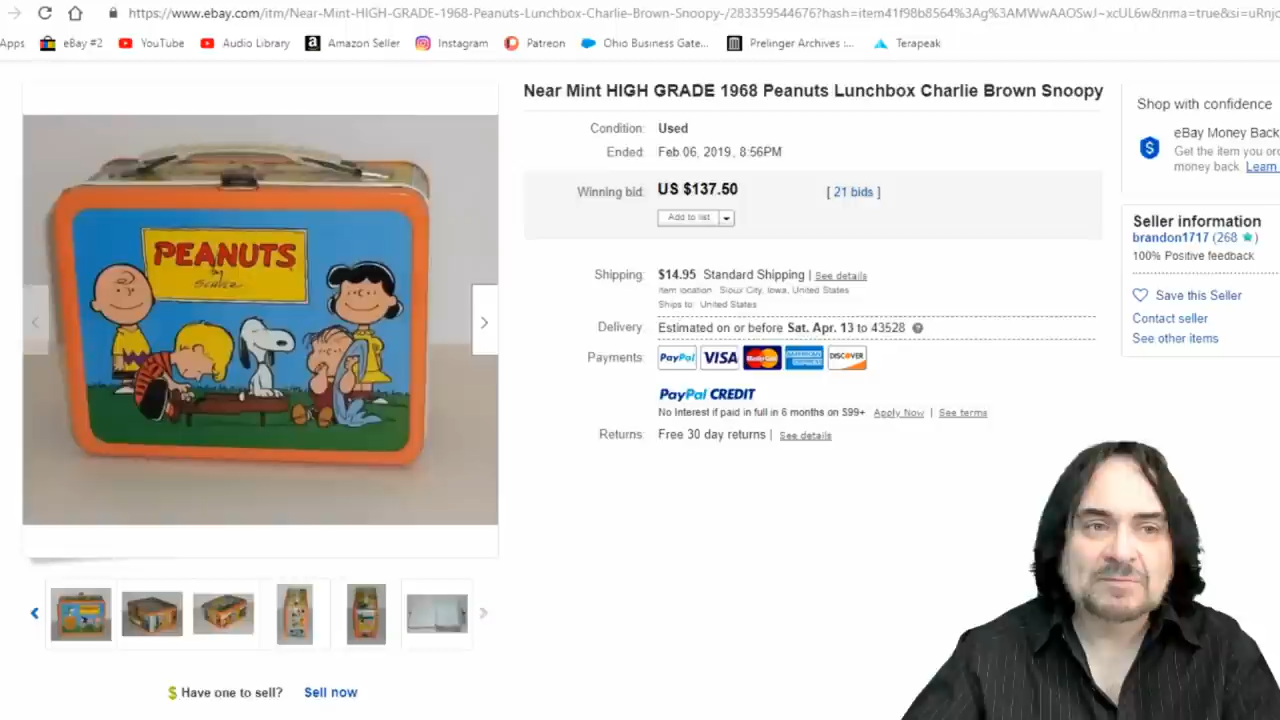 https://www.ebay.com/itm/Near-Mint-HIGH-GRADE-1968-Peanuts-Lunchbox-Charlie-Brown-Snoopy-/283359544676?hash=item41f98b8564%3Ag%3AMWwAAOSwJ~xcUL6w&nma=true&si=uRnjo
Apps eBay #2 YouTube Audio Library Amazon Seller Instagram Patreon Ohio Business Gate... Prelinger Archives :... Terapeak
Near Mint HIGH GRADE 1968 Peanuts Lunchbox Charlie Brown Snoopy
Condition: Used
Ended: Feb 06, 2019, 8:56PM
Winning bid: US $137.50 [ 21 bids ]
Add to list
Shipping: $14.95 Standard Shipping | See details
Item location: Sioux City, Iowa, United States
Ships to: United States
Delivery: Estimated on or before Sat. Apr. 13 to 43528
Payments: PayPal VISA MasterCard AMERICAN EXPRESS DISCOVER
PayPal CREDIT
No Interest if paid in full in 6 months on $99+ Apply Now | See terms
Returns: Free 30 day returns | See details
Shop with confidence
eBay Money Back
Get the item you
money back. Learn
Seller information
brandon1717 (268 )
100% Positive feedback
Save this Seller
Contact seller
See other items
PEANUTS
by
SCHULZ
$ Have one to sell? Sell now